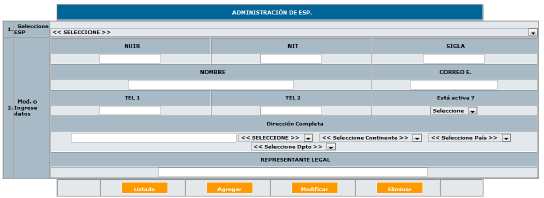 ADMINISTRACIÓN DE ESP.
1. Seleccione ESP << SELECCIONE >>
NUIR NIT SIGLA
NOMBRE CORREO E.
2. Mod. o Ingrese datos
TEL 1 TEL 2 Está activa ?
Seleccione
Dirección Completa
<< SELECCIONE >> << Seleccione Continente >> << Seleccione País >>
<< Seleccione Dpto >>
REPRESENTANTE LEGAL
Listado Agregar Modificar Eliminar